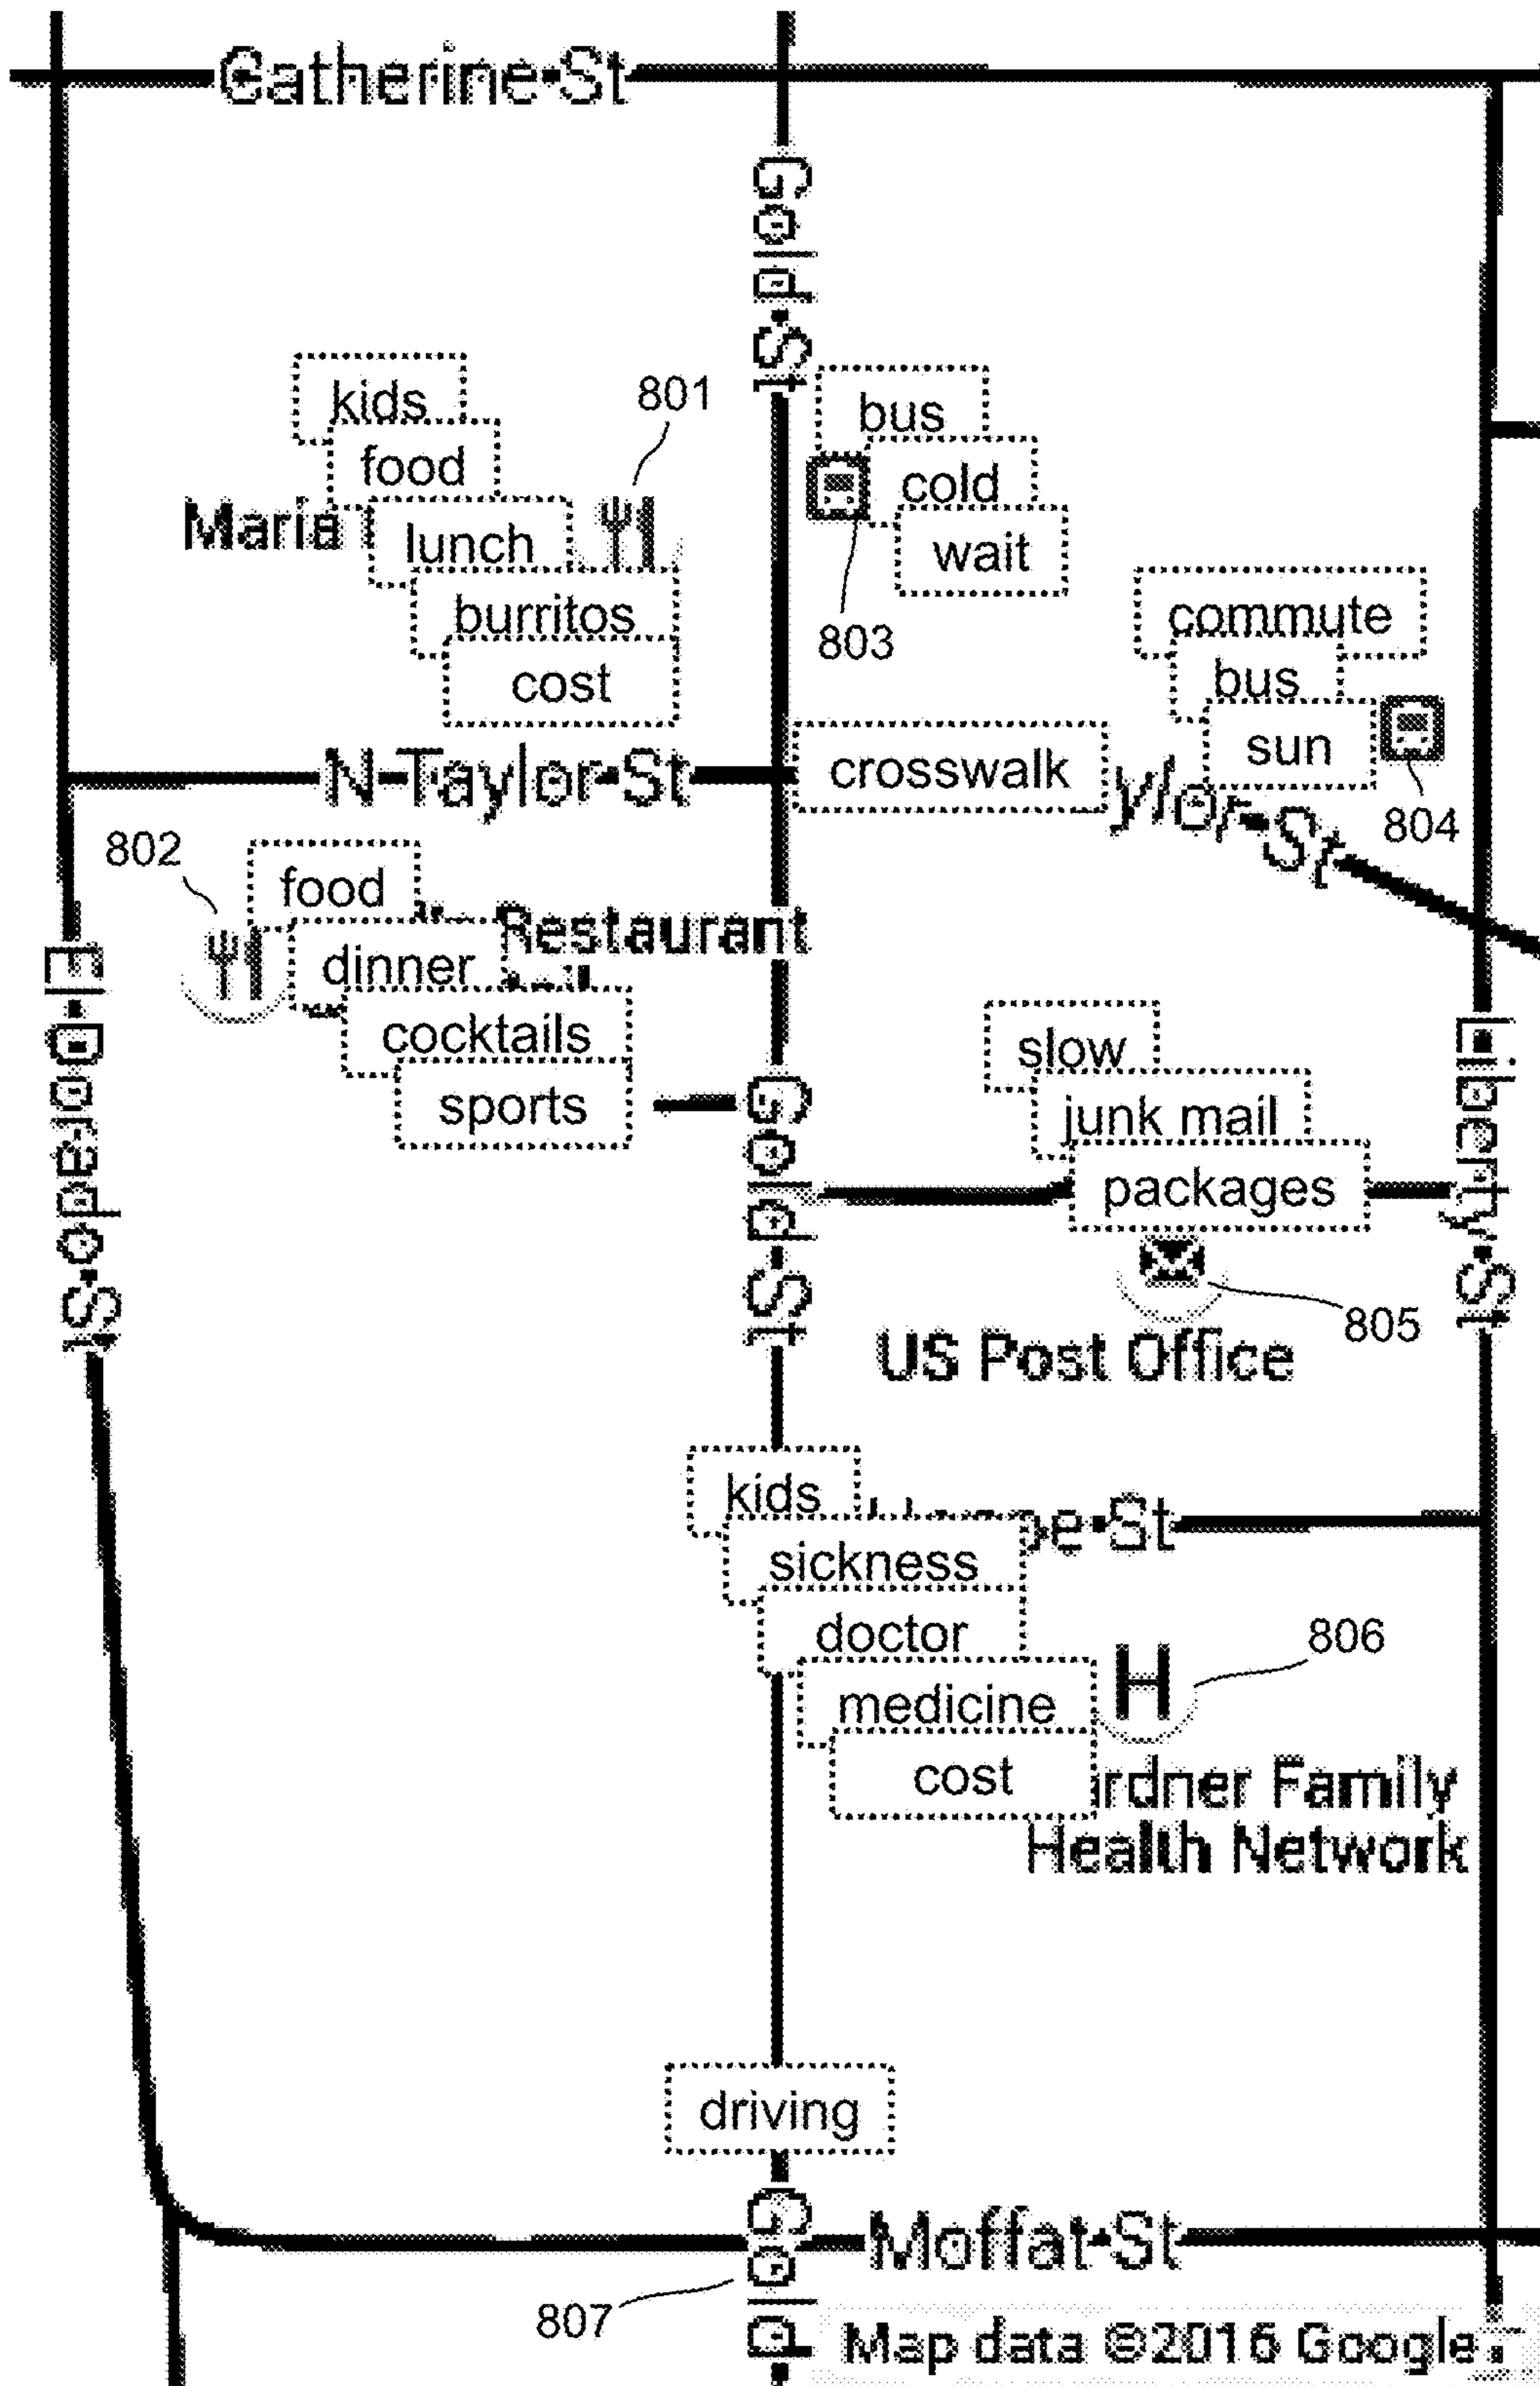 Catherine St
Gold St
kids
801
bus
food
cold
Maria
lunch
wait
burritos
commute
803
cost
bus
sun
N Taylor St
crosswalk
ylor St
804
802
food
Restaurant
dinner
El Dorado St
cocktails
slow
Liberty St
sports
Gold St
junk mail
packages
805
US Post Office
kids
St
sickness
doctor
806
H
medicine
cost
Family
Health Network
driving
Gold
Moffat St
807
Map data ©2016 Google